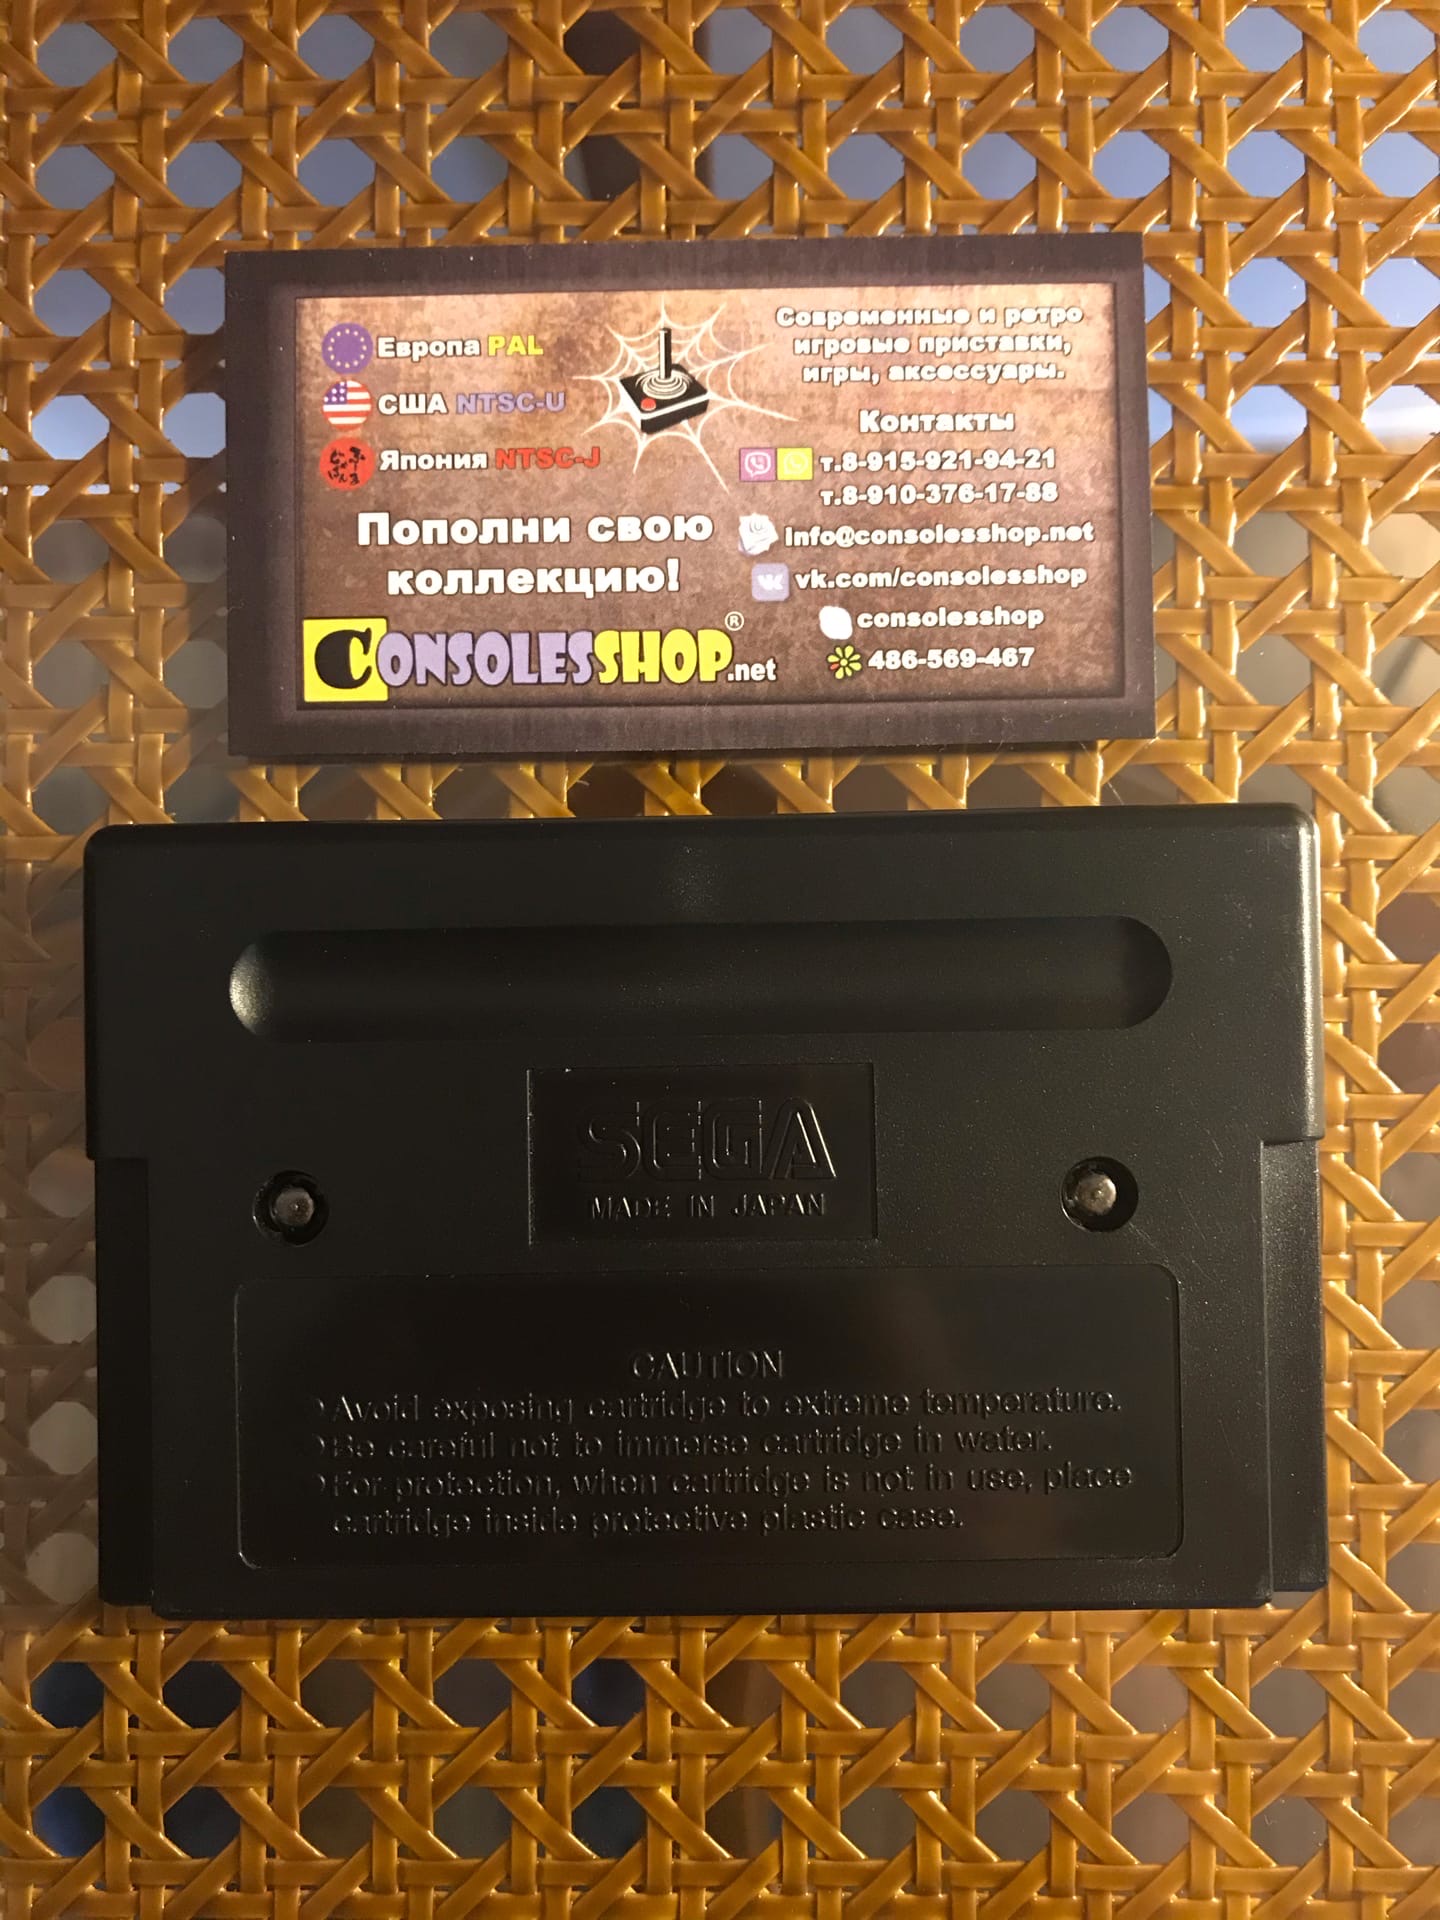 Европа PAL
США NTSC-U
Япония NTSC-J
Пополни свою
коллекцию!
CONSOLESSHOP®.net
Современные и ретро
игровые приставки,
игры, аксессуары.
Контакты
т.8-915-921-94-21
т.8-910-376-17-88
info@consolesshop.net
vk.com/consolesshop
consolesshop
486-569-467
SEGA
MADE IN JAPAN
CAUTION
Avoid exposing cartridge to extreme temperature.
Be careful not to immerse cartridge in water.
For protection, when cartridge is not in use, place
cartridge inside protective plastic case.